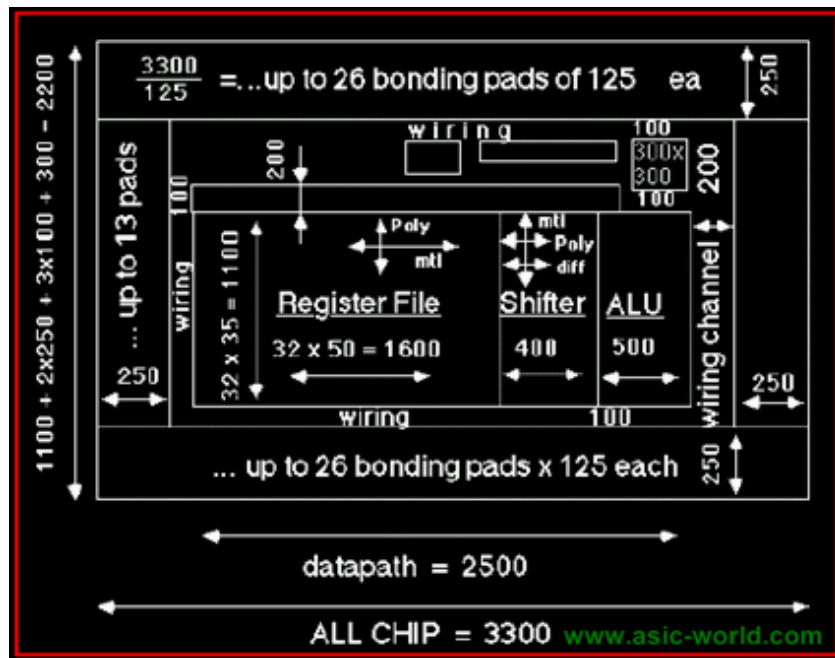 3300
125
=...up to 26 bonding pads of 125 ea
250
1100 + 2x250 + 3x100 + 300 - 2200
... up to 13 pads
wiring
100
300x
300
100
200
200
100
wiring
Poly
mtl
mtl
Poly
diff
32 x 35 = 1100
Register File
Shifter
ALU
32 x 50 = 1600
400
500
wiring channel
250
250
wiring
100
... up to 26 bonding pads x 125 each
250
datapath = 2500
ALL CHIP = 3300
www.asic-world.com